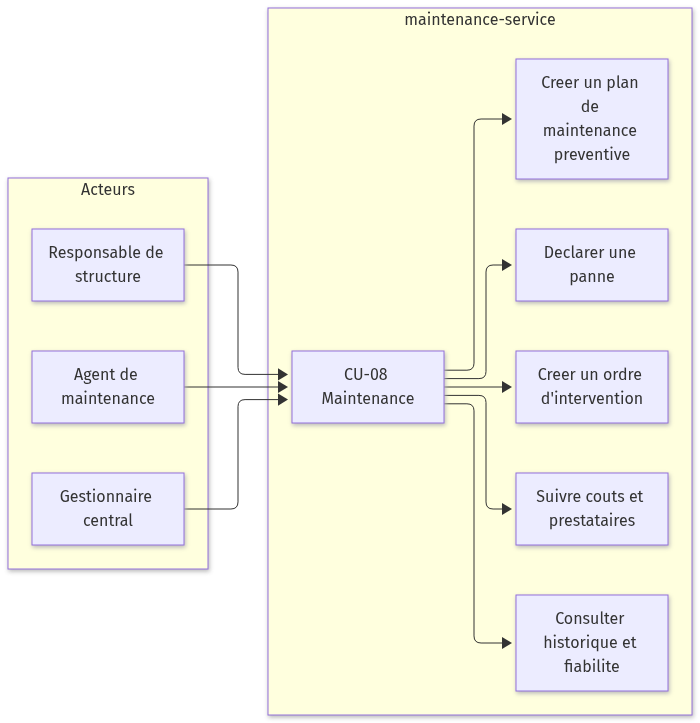 maintenance-service
Creer un plan
de
maintenance
preventive
Acteurs
Responsable de
structure
Declarer une
panne
Agent de
maintenance
CU-08
Maintenance
Creer un ordre
d'intervention
Gestionnaire
central
Suivre couts et
prestataires
Consulter
historique et
fiabilite